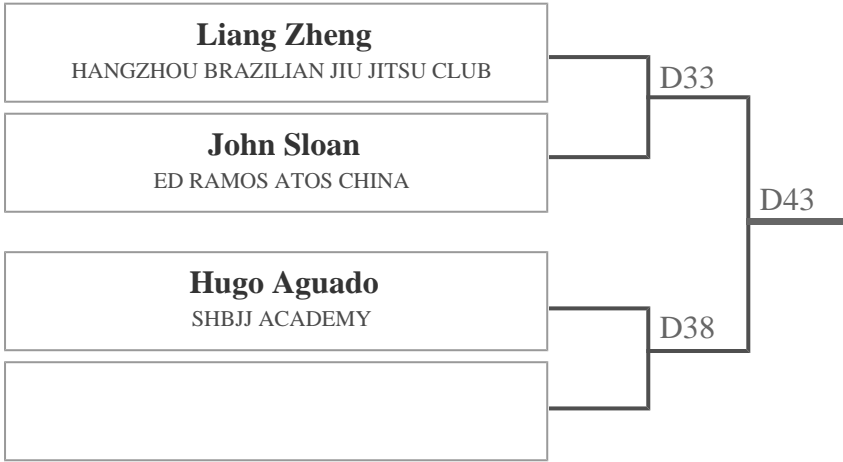 Liang Zheng
HANGZHOU BRAZILIAN JIU JITSU CLUB
D33
John Sloan
ED RAMOS ATOS CHINA
D43
Hugo Aguado
SHBJJ ACADEMY
D38